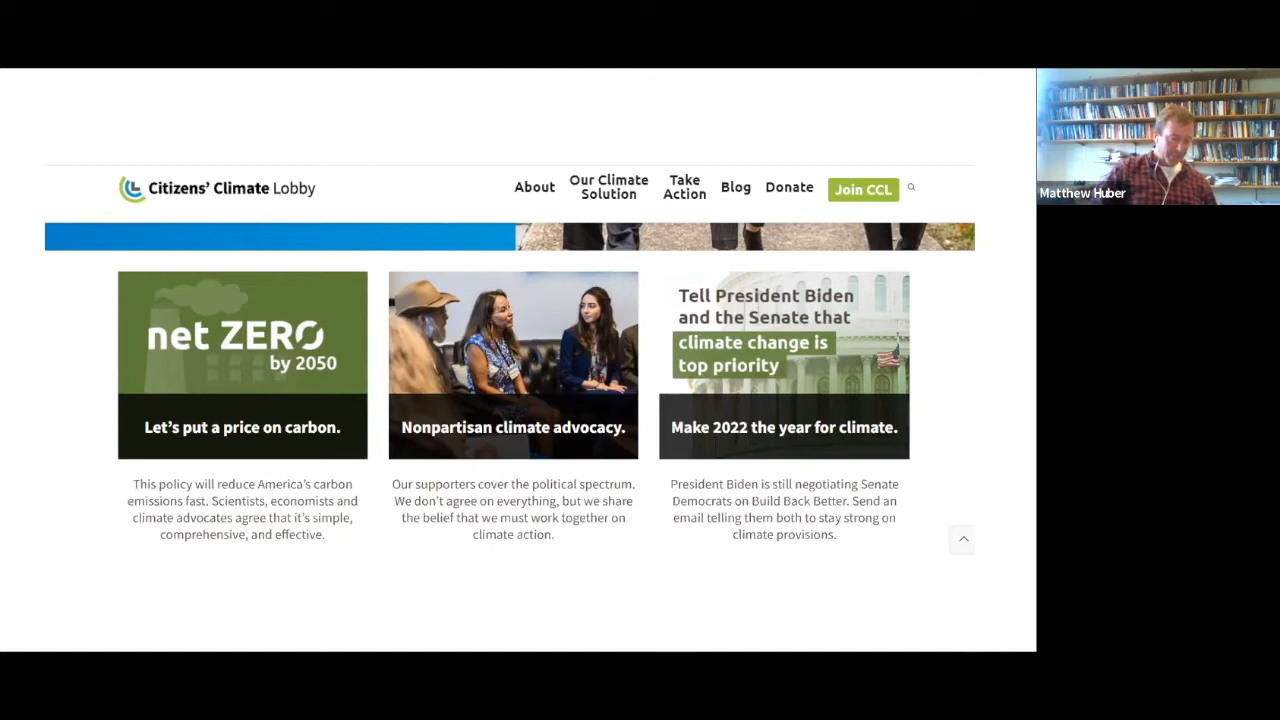 Citizens' Climate Lobby
About
Our Climate
Solution
Take
Action
Blog
Donate
Join CCL
Matthew Huber
net ZERO
by 2050
Let's put a price on carbon.
This policy will reduce America's carbon
emissions fast. Scientists, economists and
climate advocates agree that it's simple,
comprehensive, and effective.
Nonpartisan climate advocacy.
Our supporters cover the political spectrum.
We don't agree on everything, but we share
the belief that we must work together on
climate action.
Tell President Biden
and the Senate that
climate change is
top priority
Make 2022 the year for climate.
President Biden is still negotiating Senate
Democrats on Build Back Better. Send an
email telling them both to stay strong on
climate provisions.